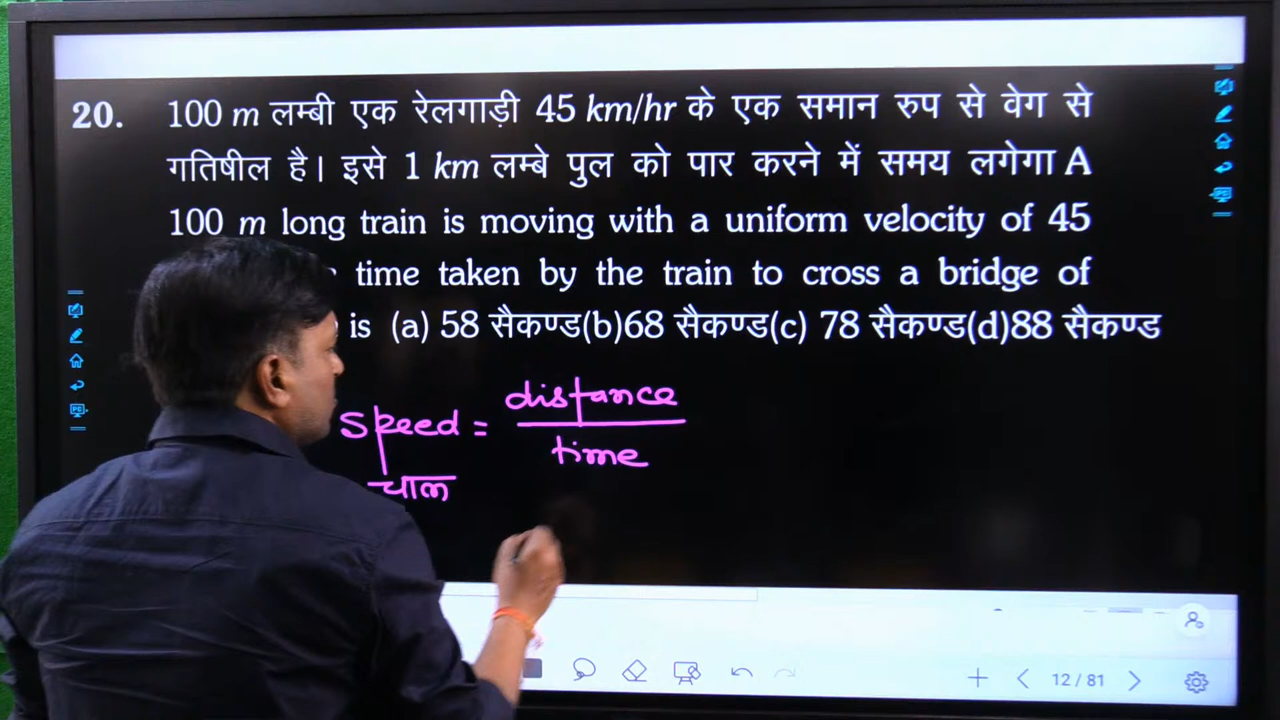 20. 100 m लम्बी एक रेलगाड़ी 45 km/hr के एक समान रुप से वेग से
गतिषील है। इसे 1 km लम्बे पुल को पार करने में समय लगेगा A
100 m long train is moving with a uniform velocity of 45
time taken by the train to cross a bridge of
is (a) 58 सैकण्ड(b)68 सैकण्ड(c) 78 सैकण्ड(d)88 सैकण्ड
speed = distance
time
चाल
12 / 81